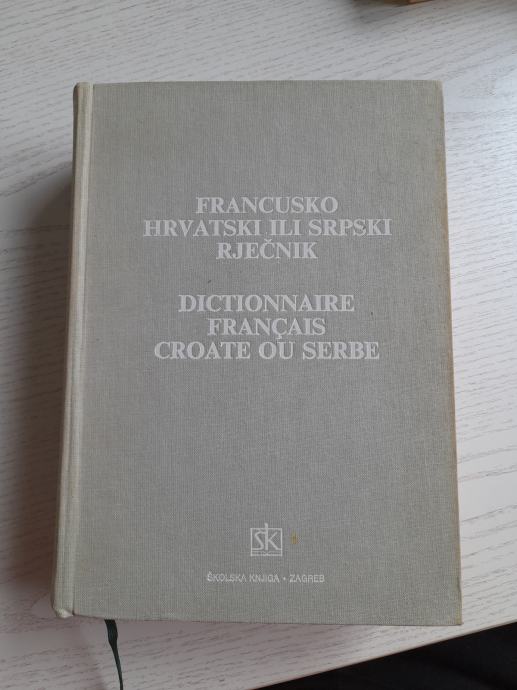 FRANCUSKO
HRVATSKI ILI SRPSKI
RJEČNIK
DICTIONNAIRE
FRANÇAIS
CROATE OU SERBE
ŠK
ŠKOLSKA KNJIGA • ZAGREB